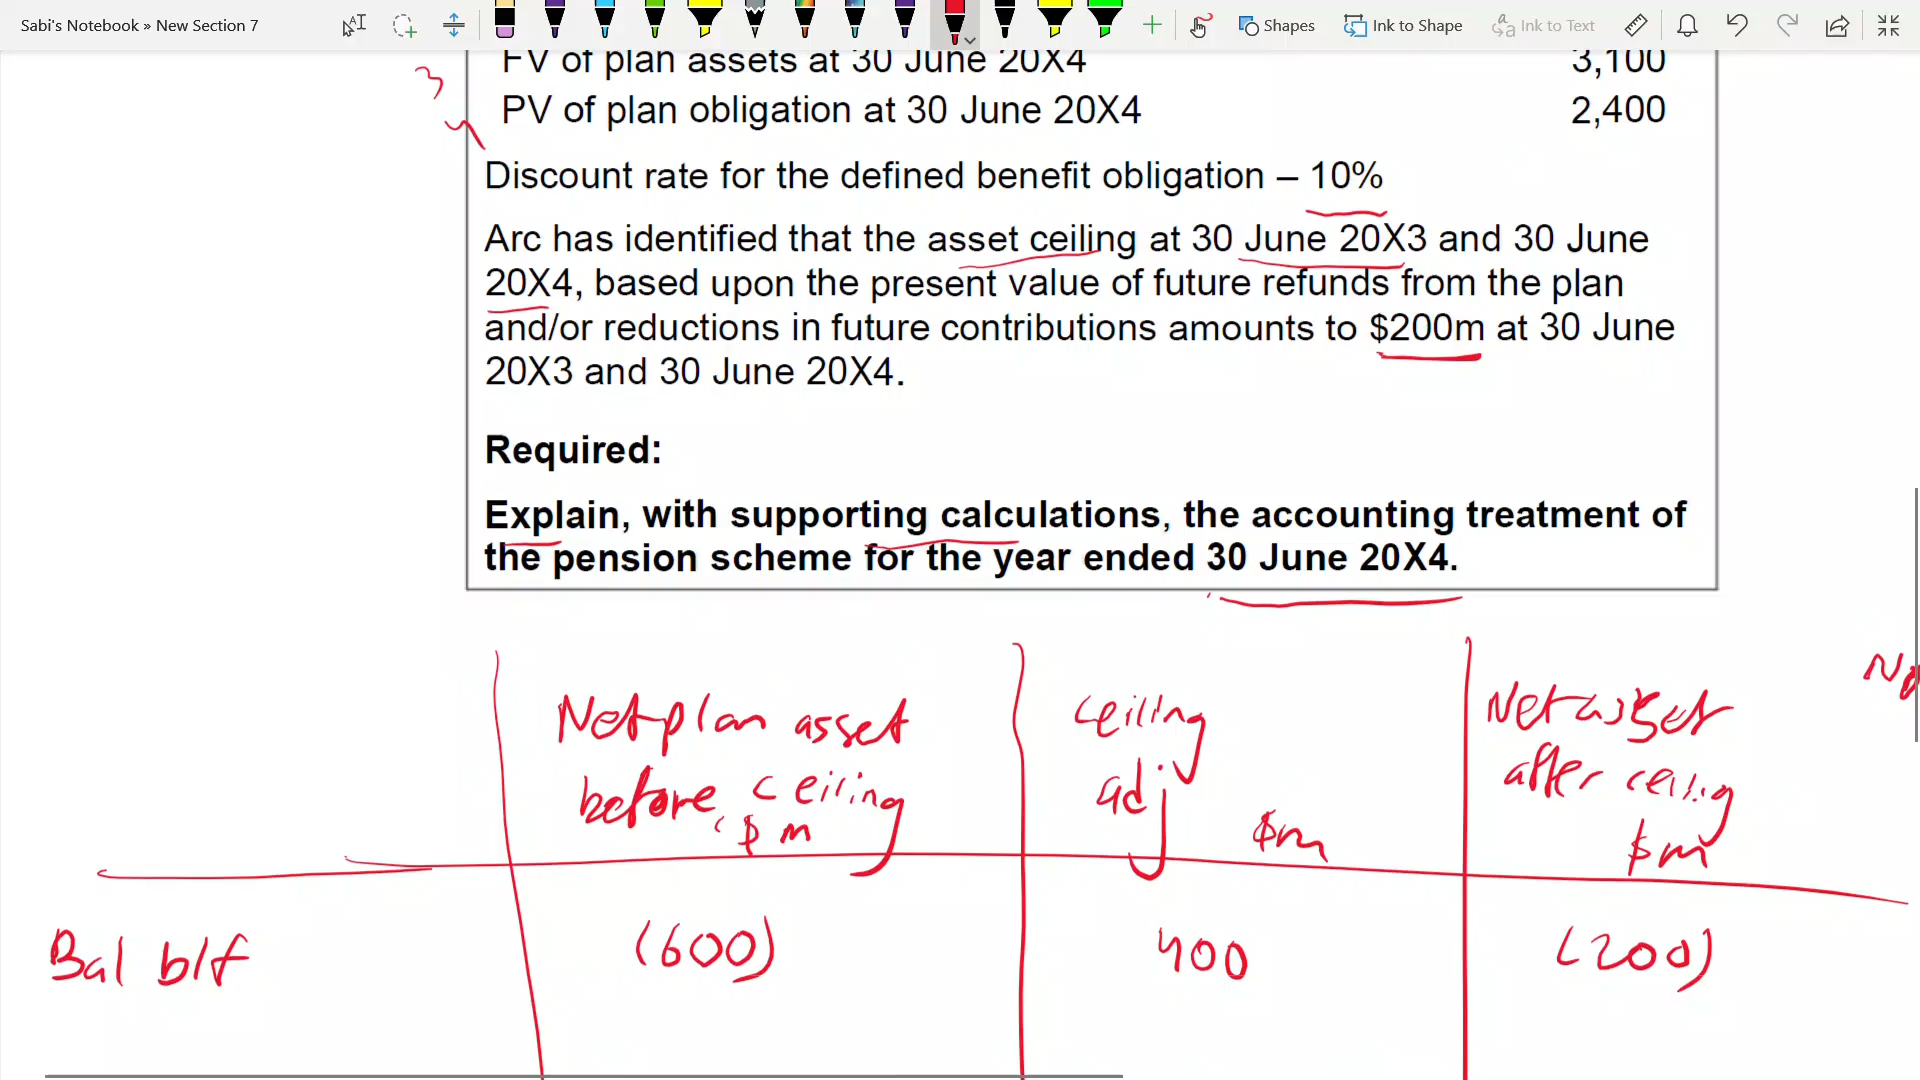 Sabi's Notebook » New Section 7
Shapes
Ink to Shape
Ink to Text
FV of plan assets at 30 June 20X4 3,100
PV of plan obligation at 30 June 20X4 2,400
Discount rate for the defined benefit obligation – 10%
Arc has identified that the asset ceiling at 30 June 20X3 and 30 June
20X4, based upon the present value of future refunds from the plan
and/or reductions in future contributions amounts to $200m at 30 June
20X3 and 30 June 20X4.
Required:
Explain, with supporting calculations, the accounting treatment of
the pension scheme for the year ended 30 June 20X4.
Net plan asset
before ceiling
$m
ceiling
adj
$m
Net asset
after ceiling
$m
Bal b/f (600) 400 (200)